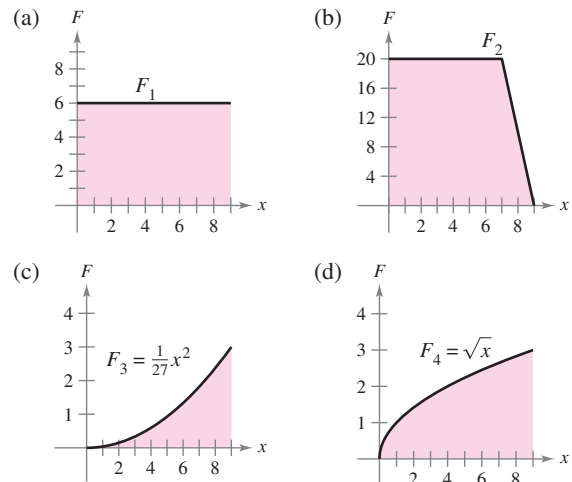 (a) F
8
6
4
2
F₁
2 4 6 8 x
(b) F
20
16
12
8
4
F₂
2 4 6 8 x
(c) F
4
3
2
1
F₃ = 1/27 x²
2 4 6 8 x
(d) F
4
3
2
1
F₄ = √x
2 4 6 8 x